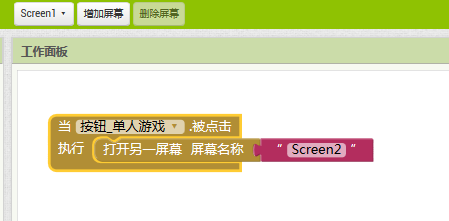 Screen1 增加屏幕 删除屏幕
工作面板
当 按钮_单人游戏 .被点击
执行 打开另一屏幕 屏幕名称 “ Screen2 “